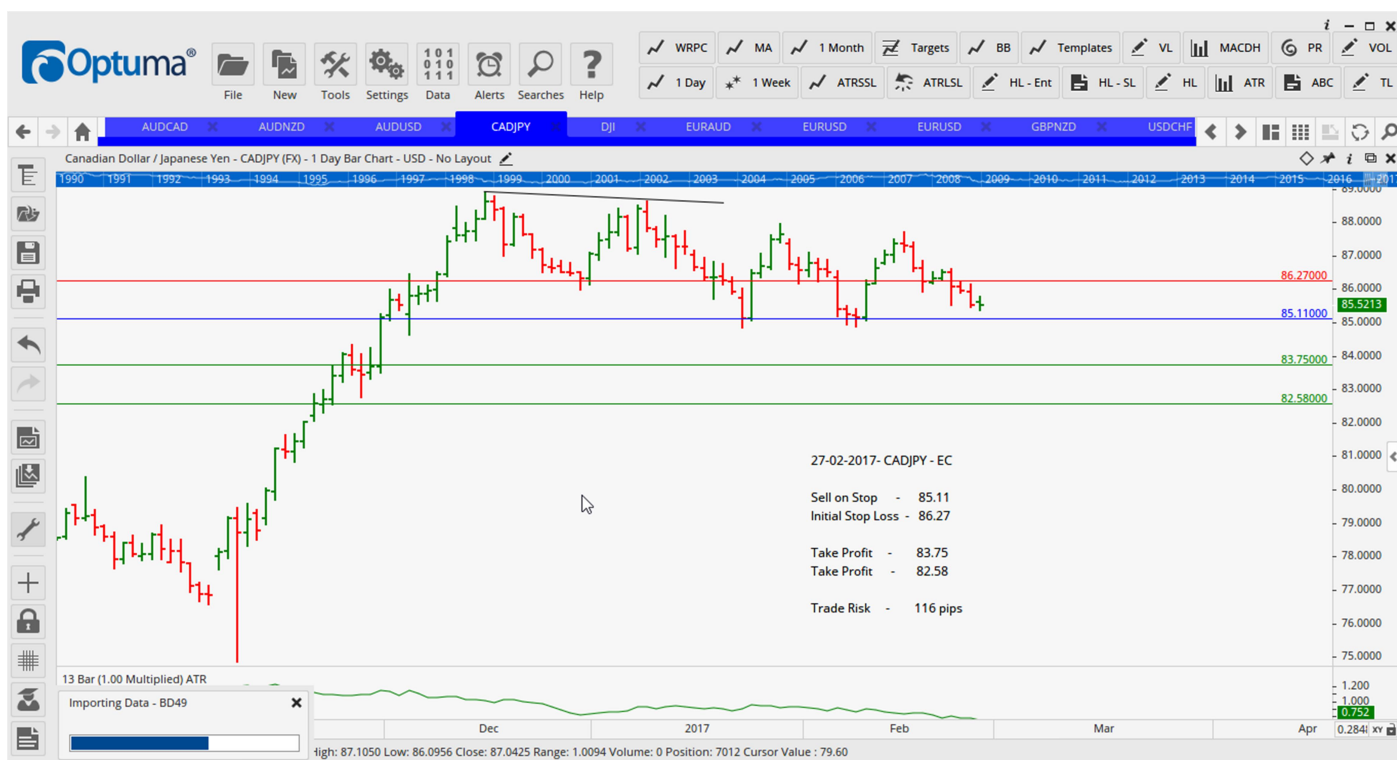 Optuma®
File New Tools Settings Data Alerts Searches Help
WRPC MA 1 Month Targets BB Templates VL MACDH PR VOL
1 Day 1 Week ATRSSL ATRLSL HL - Ent HL - SL HL ATR ABC TL
AUDCAD AUDNZD AUDUSD CADJPY DJI EURAUD EURUSD EURUSD GBPNZD USDCHF
Canadian Dollar / Japanese Yen - CADJPY (FX) - 1 Day Bar Chart - USD - No Layout
1990 1991 1992 1993 1994 1995 1996 1997 1998 1999 2000 2001 2002 2003 2004 2005 2006 2007 2008 2009 2010 2011 2012 2013 2014 2015 2016 2017
89.0000
88.0000
87.0000
86.27000
86.0000
85.5213
85.11000
85.0000
84.0000
83.75000
83.0000
82.58000
82.0000
81.0000
80.0000
79.0000
78.0000
77.0000
76.0000
75.0000
27-02-2017- CADJPY - EC
Sell on Stop - 85.11
Initial Stop Loss - 86.27
Take Profit - 83.75
Take Profit - 82.58
Trade Risk - 116 pips
13 Bar (1.00 Multiplied) ATR
1.200
1.000
0.752
Importing Data - BD49
Dec 2017 Feb Mar Apr 0.284 XY
High: 87.1050 Low: 86.0956 Close: 87.0425 Range: 1.0094 Volume: 0 Position: 7012 Cursor Value : 79.60